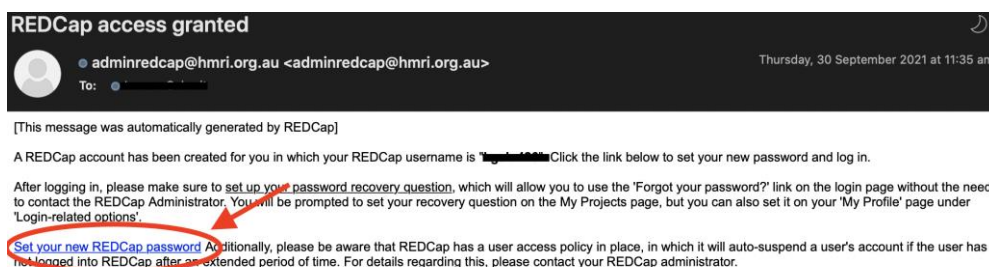 REDCap access granted
adminredcap@hmri.org.au <adminredcap@hmri.org.au>
Thursday, 30 September 2021 at 11:35 am
To:
[This message was automatically generated by REDCap]
A REDCap account has been created for you in which your REDCap username is " ". Click the link below to set your new password and log in.
After logging in, please make sure to set up your password recovery question, which will allow you to use the 'Forgot your password?' link on the login page without the need
to contact the REDCap Administrator. You will be prompted to set your recovery question on the My Projects page, but you can also set it on your 'My Profile' page under
'Login-related options'.
Set your new REDCap password Additionally, please be aware that REDCap has a user access policy in place, in which it will auto-suspend a user's account if the user has
not logged into REDCap after an extended period of time. For details regarding this, please contact your REDCap administrator.